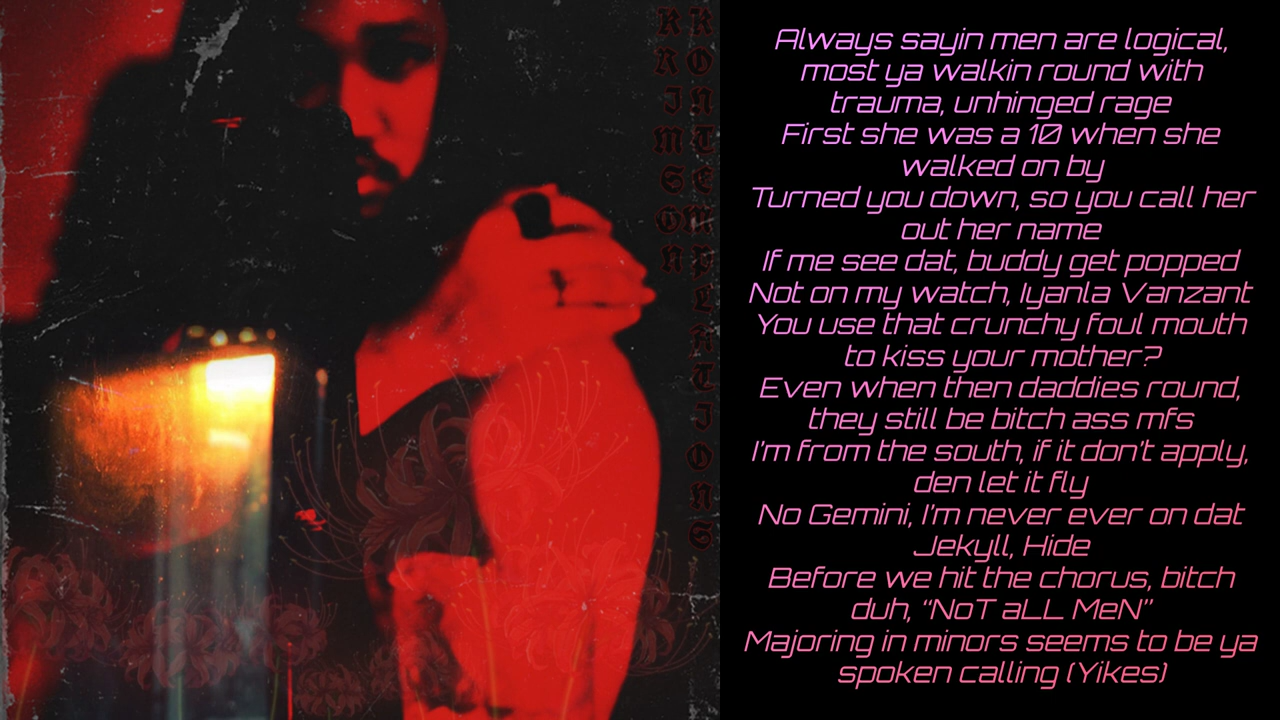 KRIMSON
KONTEMPLATIONS
Always sayin men are logical,
most ya walkin round with
trauma, unhinged rage
First she was a 10 when she
walked on by
Turned you down, so you call her
out her name
If me see dat, buddy get popped
Not on my watch, Iyanla Vanzant
You use that crunchy foul mouth
to kiss your mother?
Even when then daddies round,
they still be bitch ass mfs
I'm from the south, if it don't apply,
den let it fly
No Gemini, I'm never ever on dat
Jekyll, Hide
Before we hit the chorus, bitch
duh, “NoT aLL MeN”
Majoring in minors seems to be ya
spoken calling (Yikes)